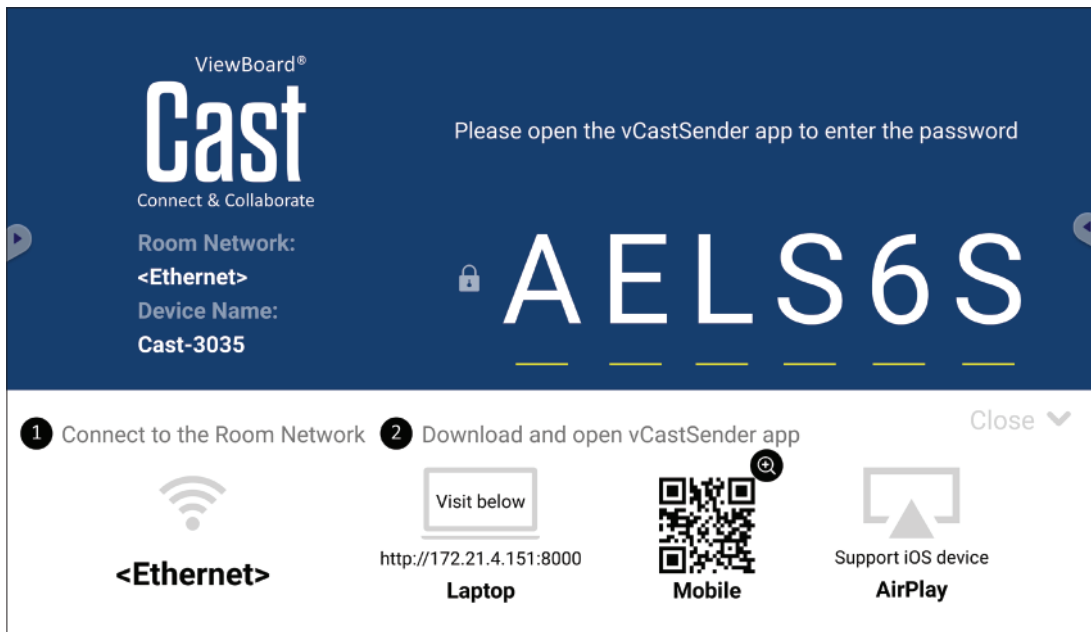 ViewBoard®
Cast
Connect & Collaborate
Please open the vCastSender app to enter the password
Room Network:
<Ethernet>
Device Name:
Cast-3035
AELS6S
Close
1 Connect to the Room Network
2 Download and open vCastSender app
Visit below
http://172.21.4.151:8000
Support iOS device
<Ethernet>
Laptop
Mobile
AirPlay